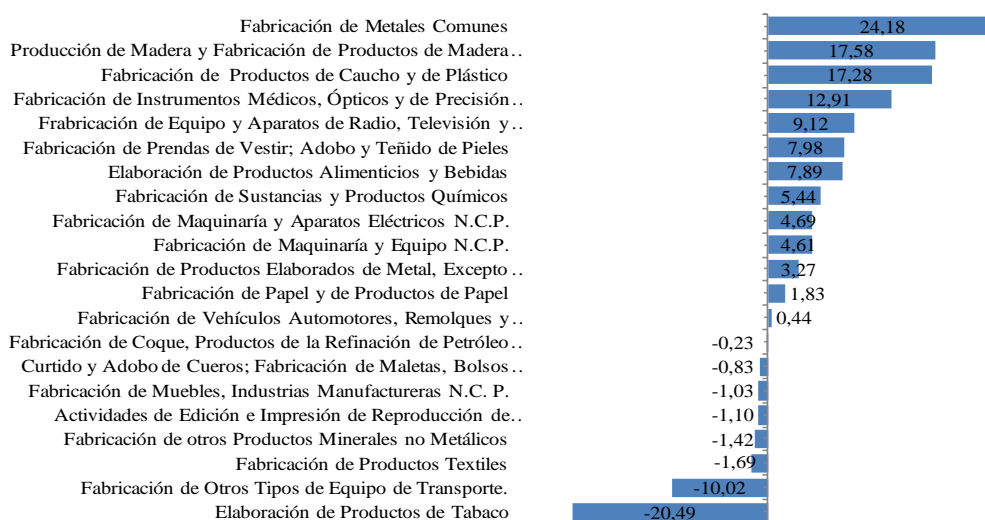 Fabricación de Metales Comunes 24,18
Producción de Madera y Fabricación de Productos de Madera.. 17,58
Fabricación de Productos de Caucho y de Plástico 17,28
Fabricación de Instrumentos Médicos, Ópticos y de Precisión.. 12,91
Frabricación de Equipo y Aparatos de Radio, Televisión y.. 9,12
Fabricación de Prendas de Vestir; Adobo y Teñido de Pieles 7,98
Elaboración de Productos Alimenticios y Bebidas 7,89
Fabricación de Sustancias y Productos Químicos 5,44
Fabricación de Maquinaría y Aparatos Eléctricos N.C.P. 4,69
Fabricación de Maquinaría y Equipo N.C.P. 4,61
Fabricación de Productos Elaborados de Metal, Excepto.. 3,27
Fabricación de Papel y de Productos de Papel 1,83
Fabricación de Vehículos Automotores, Remolques y.. 0,44
Fabricación de Coque, Productos de la Refinación de Petróleo.. -0,23
Curtido y Adobo de Cueros; Fabricación de Maletas, Bolsos.. -0,83
Fabricación de Muebles, Industrias Manufactureras N.C. P. -1,03
Actividades de Edición e Impresión de Reproducción de.. -1,10
Fabricación de otros Productos Minerales no Metálicos -1,42
Fabricación de Productos Textiles -1,69
Fabricación de Otros Tipos de Equipo de Transporte. -10,02
Elaboración de Productos de Tabaco -20,49